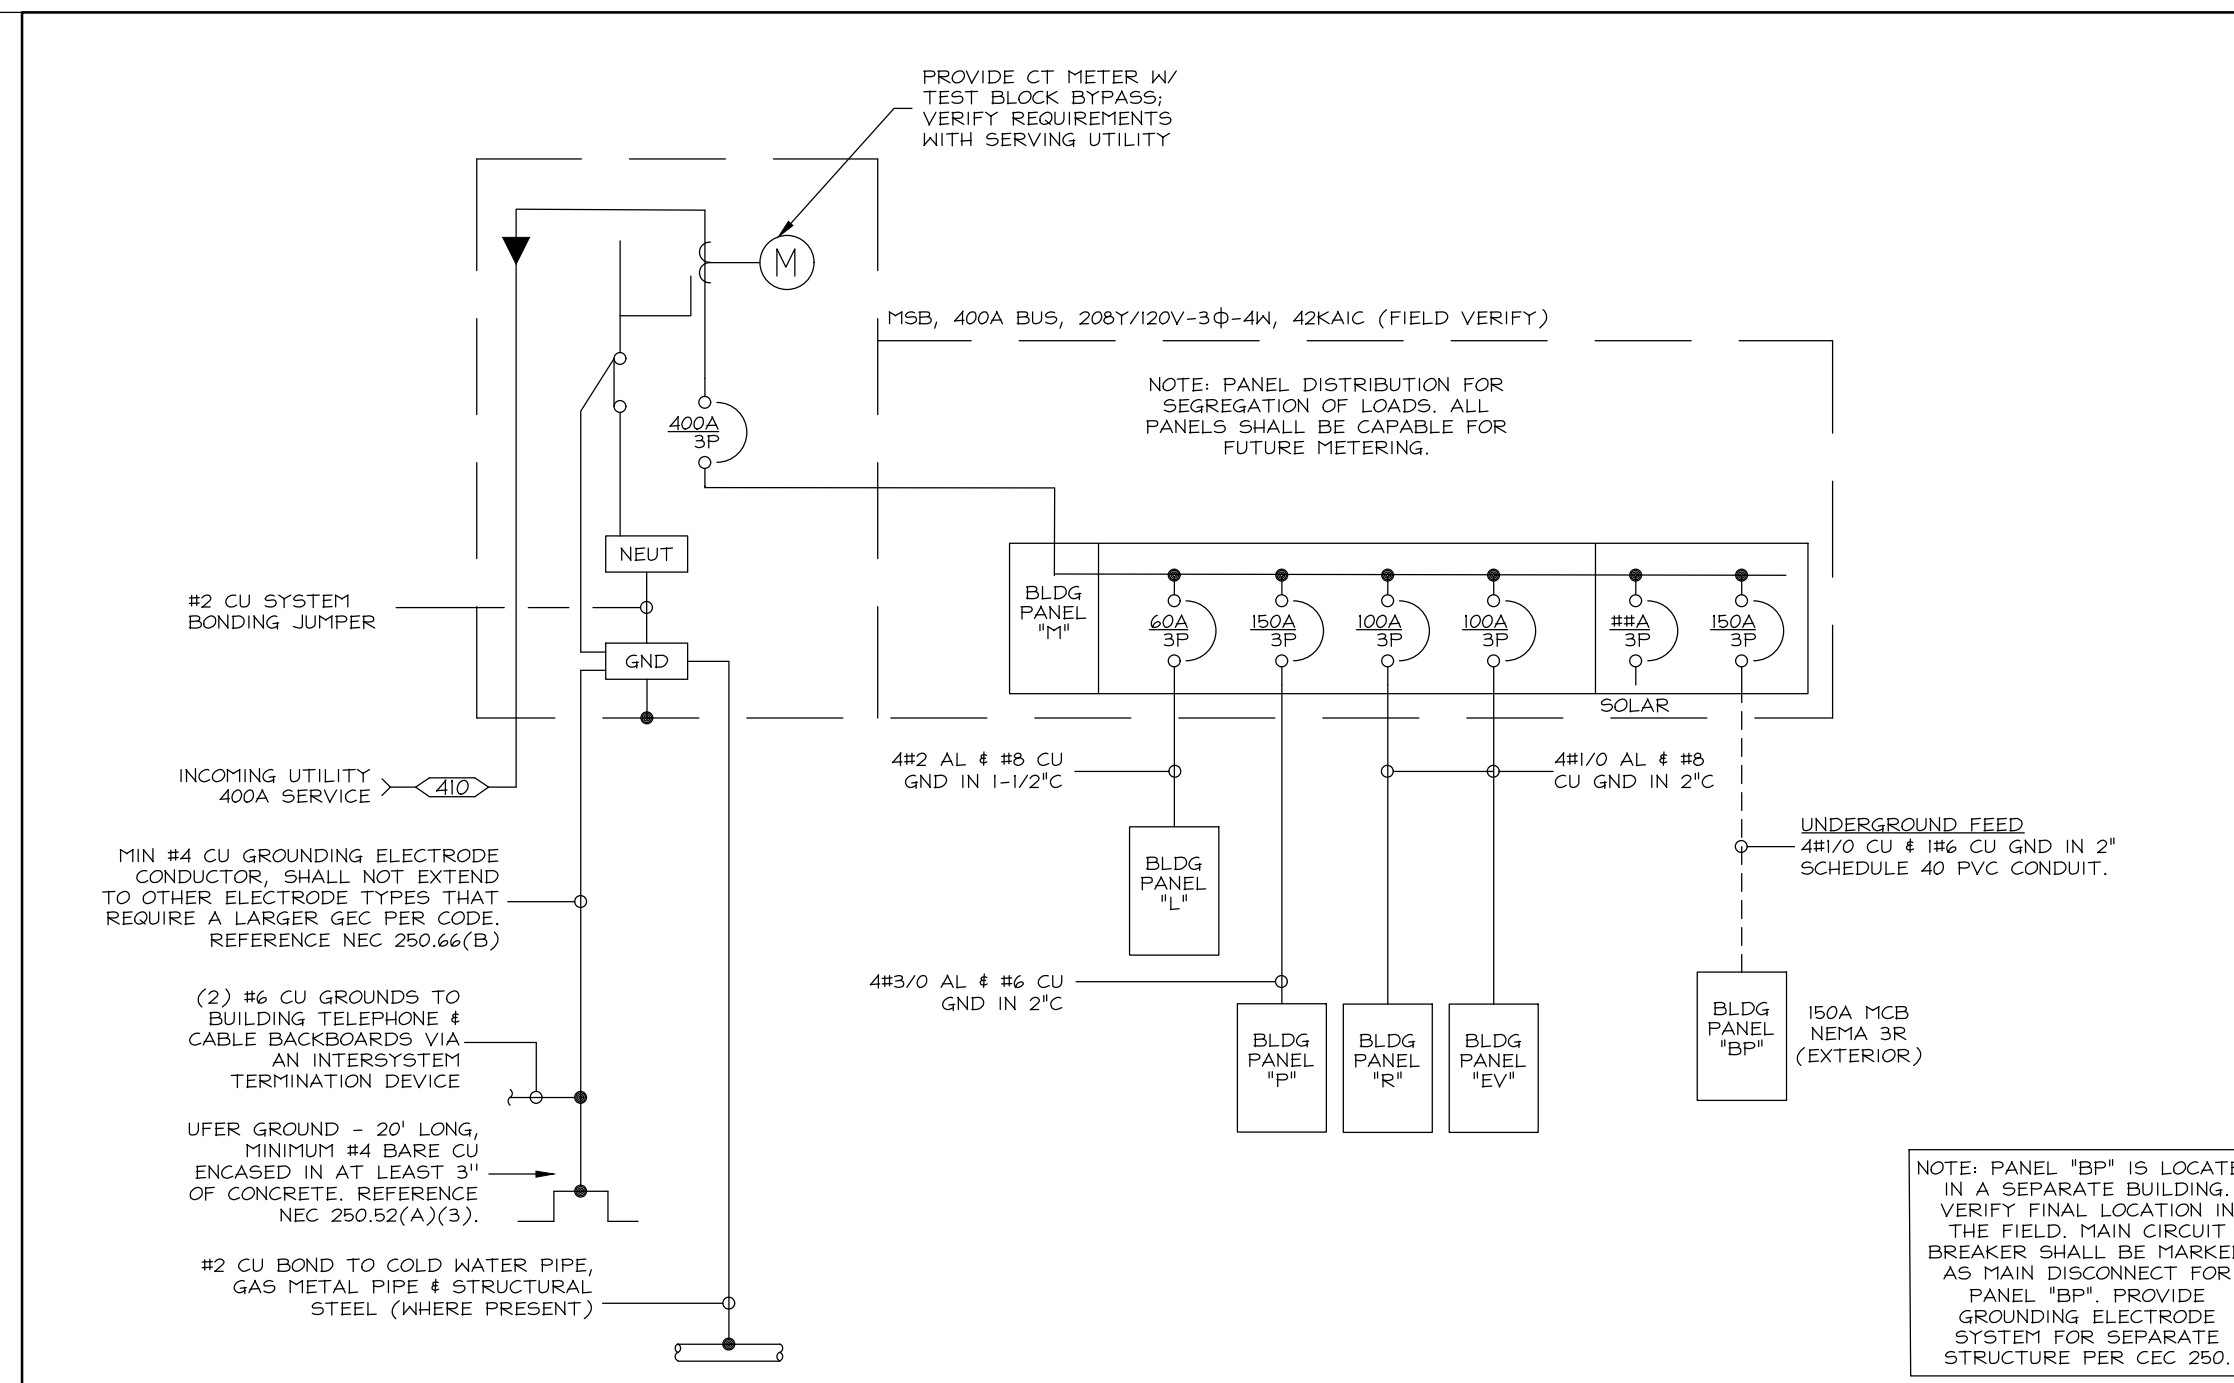 PROVIDE CT METER W/
TEST BLOCK BYPASS;
VERIFY REQUIREMENTS
WITH SERVING UTILITY
M
MSB, 400A BUS, 208Y/120V-3Φ-4W, 42KAIC (FIELD VERIFY)
NOTE: PANEL DISTRIBUTION FOR
SEGREGATION OF LOADS. ALL
PANELS SHALL BE CAPABLE FOR
FUTURE METERING.
400A
3P
NEUT
#2 CU SYSTEM
BONDING JUMPER
GND
BLDG
PANEL
"M"
60A
3P
150A
3P
100A
3P
100A
3P
##A
3P
150A
3P
SOLAR
INCOMING UTILITY
400A SERVICE
410
4#2 AL & #8 CU
GND IN 1-1/2"C
4#1/0 AL & #8
CU GND IN 2"C
UNDERGROUND FEED
4#1/0 CU & 1#6 CU GND IN 2"
SCHEDULE 40 PVC CONDUIT.
MIN #4 CU GROUNDING ELECTRODE
CONDUCTOR, SHALL NOT EXTEND
TO OTHER ELECTRODE TYPES THAT
REQUIRE A LARGER GEC PER CODE.
REFERENCE NEC 250.66(B)
BLDG
PANEL
"L"
4#3/0 AL & #6 CU
GND IN 2"C
(2) #6 CU GROUNDS TO
BUILDING TELEPHONE &
CABLE BACKBOARDS VIA
AN INTERSYSTEM
TERMINATION DEVICE
BLDG
PANEL
"P"
BLDG
PANEL
"R"
BLDG
PANEL
"EV"
BLDG
PANEL
"BP"
150A MCB
NEMA 3R
(EXTERIOR)
UFER GROUND - 20' LONG,
MINIMUM #4 BARE CU
ENCASED IN AT LEAST 3"
OF CONCRETE. REFERENCE
NEC 250.52(A)(3).
#2 CU BOND TO COLD WATER PIPE,
GAS METAL PIPE & STRUCTURAL
STEEL (WHERE PRESENT)
NOTE: PANEL "BP" IS LOCATE
IN A SEPARATE BUILDING.
VERIFY FINAL LOCATION IN
THE FIELD. MAIN CIRCUIT
BREAKER SHALL BE MARKE
AS MAIN DISCONNECT FOR
PANEL "BP". PROVIDE
GROUNDING ELECTRODE
SYSTEM FOR SEPARATE
STRUCTURE PER CEC 250.